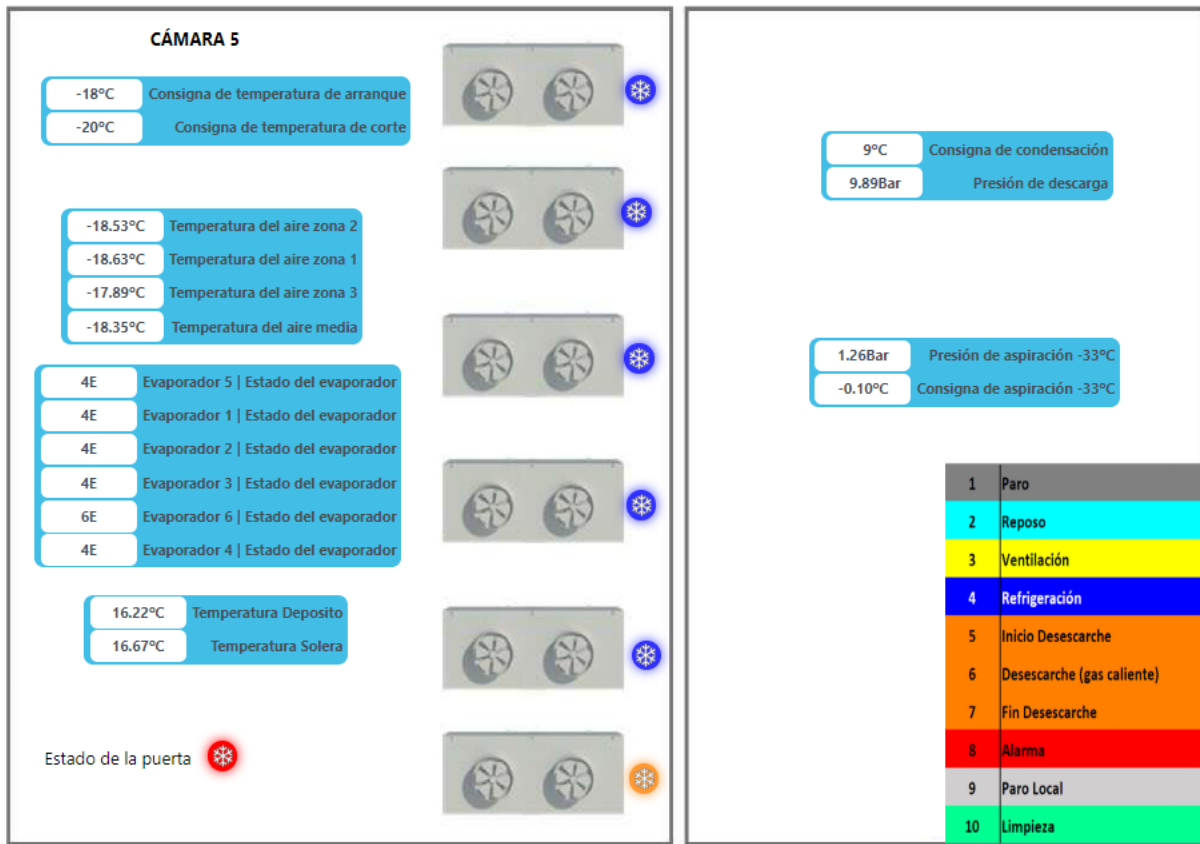 CÁMARA 5
-18ºC Consigna de temperatura de arranque
-20ºC Consigna de temperatura de corte
-18.53ºC Temperatura del aire zona 2
-18.63ºC Temperatura del aire zona 1
-17.89ºC Temperatura del aire zona 3
-18.35ºC Temperatura del aire media
4E Evaporador 5 | Estado del evaporador
4E Evaporador 1 | Estado del evaporador
4E Evaporador 2 | Estado del evaporador
4E Evaporador 3 | Estado del evaporador
6E Evaporador 6 | Estado del evaporador
4E Evaporador 4 | Estado del evaporador
16.22ºC Temperatura Deposito
16.67ºC Temperatura Solera
Estado de la puerta
9ºC Consigna de condensación
9.89Bar Presión de descarga
1.26Bar Presión de aspiración -33ºC
-0.10ºC Consigna de aspiración -33ºC
1 Paro
2 Reposo
3 Ventilación
4 Refrigeración
5 Inicio Desescarche
6 Desescarche (gas caliente)
7 Fin Desescarche
8 Alarma
9 Paro Local
10 Limpieza